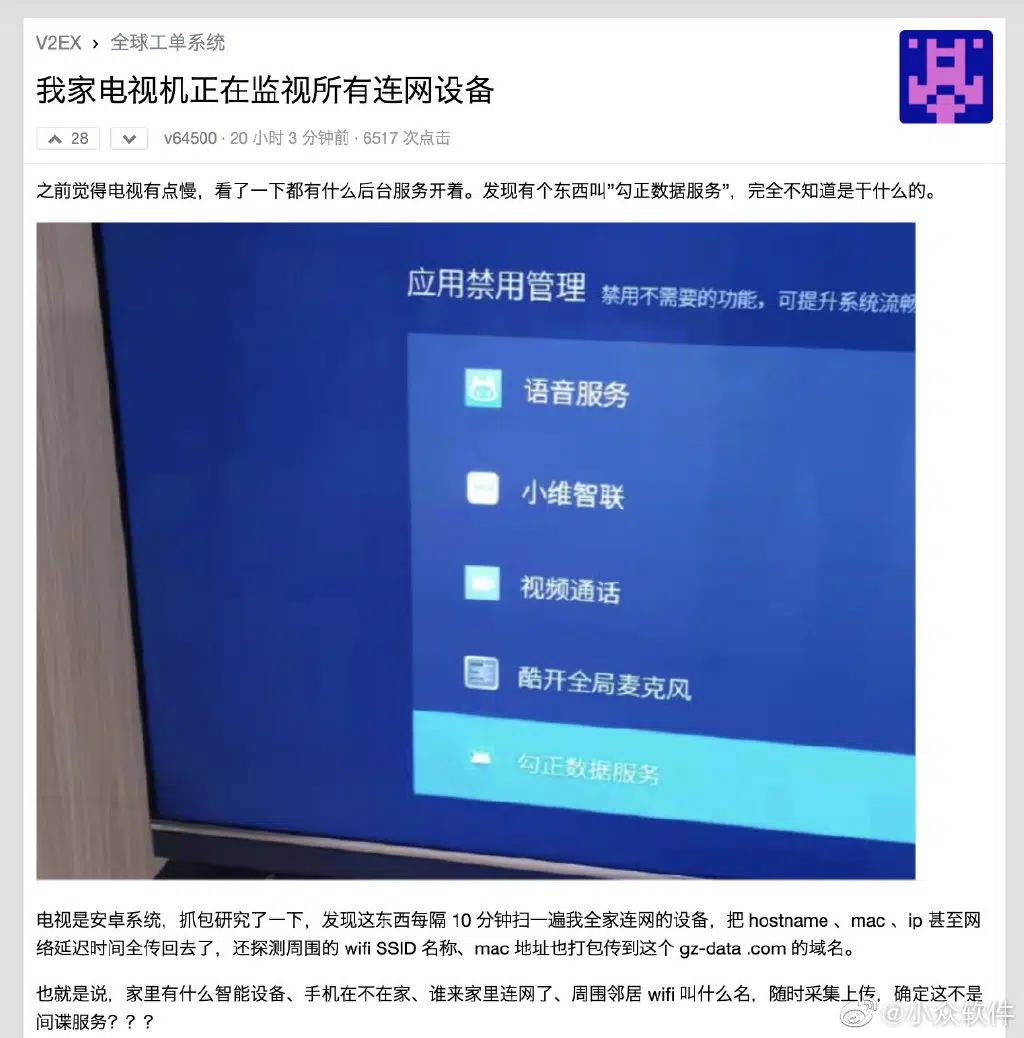 V2EX › 全球工单系统
我家电视机正在监视所有连网设备
28 v64500 · 20 小时 3 分钟前 · 6517 次点击
之前觉得电视有点慢，看了一下都有什么后台服务开着。发现有个东西叫”勾正数据服务”，完全不知道是干什么的。
应用禁用管理 禁用不需要的功能，可提升系统流畅
语音服务
小维智联
视频通话
酷开全局麦克风
勾正数据服务
电视是安卓系统，抓包研究了一下，发现这东西每隔 10 分钟扫一遍我全家连网的设备，把 hostname 、mac 、ip 甚至网
络延迟时间全传回去了，还探测周围的 wifi SSID 名称、mac 地址也打包传到这个 gz-data .com 的域名。
也就是说，家里有什么智能设备、手机在不在家、谁来家里连网了、周围邻居 wifi 叫什么名，随时采集上传，确定这不是
间谍服务？？？
@小众软件